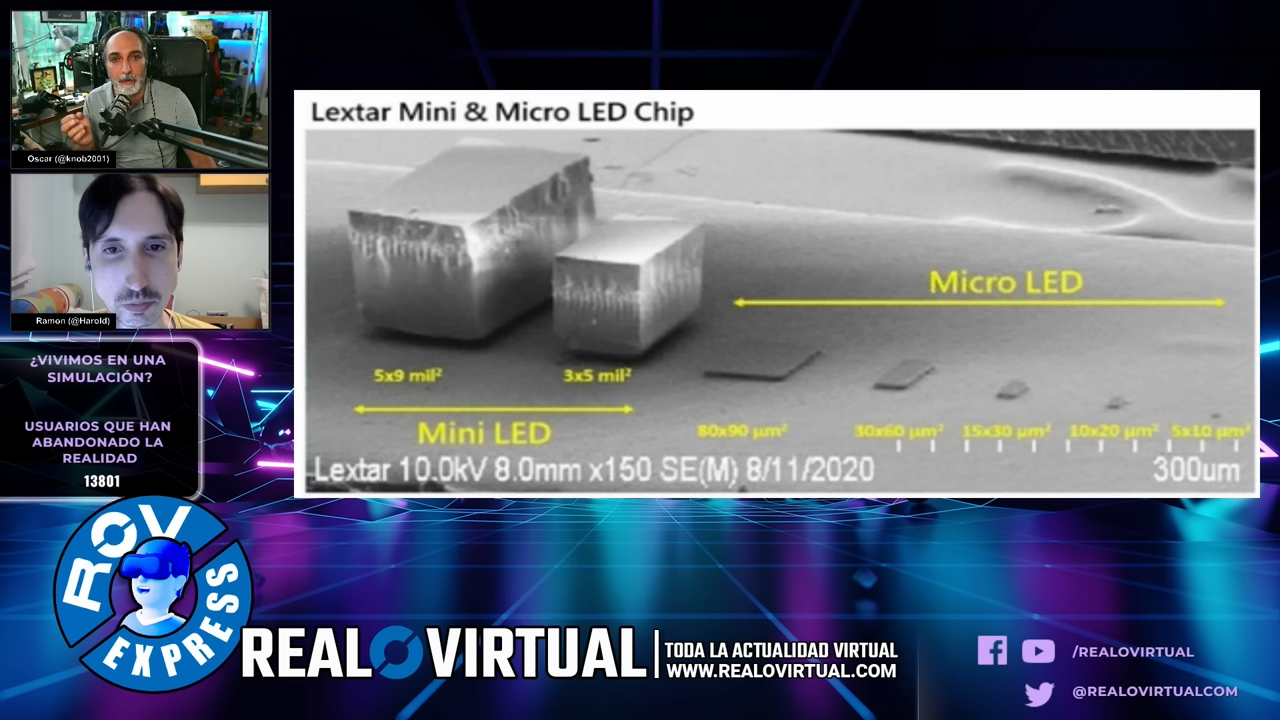 Oscar (@knob2001)
Ramon (@Harold)
¿VIVIMOS EN UNA
SIMULACIÓN?
USUARIOS QUE HAN
ABANDONADO LA
REALIDAD
13801
Lextar Mini & Micro LED Chip
Micro LED
5x9 mil²
3x5 mil²
Mini LED
80x90 µm²
30x60 µm²
15x30 µm²
10x20 µm²
5x10 µm²
Lextar 10.0kV 8.0mm x150 SE(M) 8/11/2020
300um
ROV
EXPRESS
REAL O VIRTUAL
TODA LA ACTUALIDAD VIRTUAL
WWW.REALOVIRTUAL.COM
/REALOVIRTUAL
@REALOVIRTUALCOM